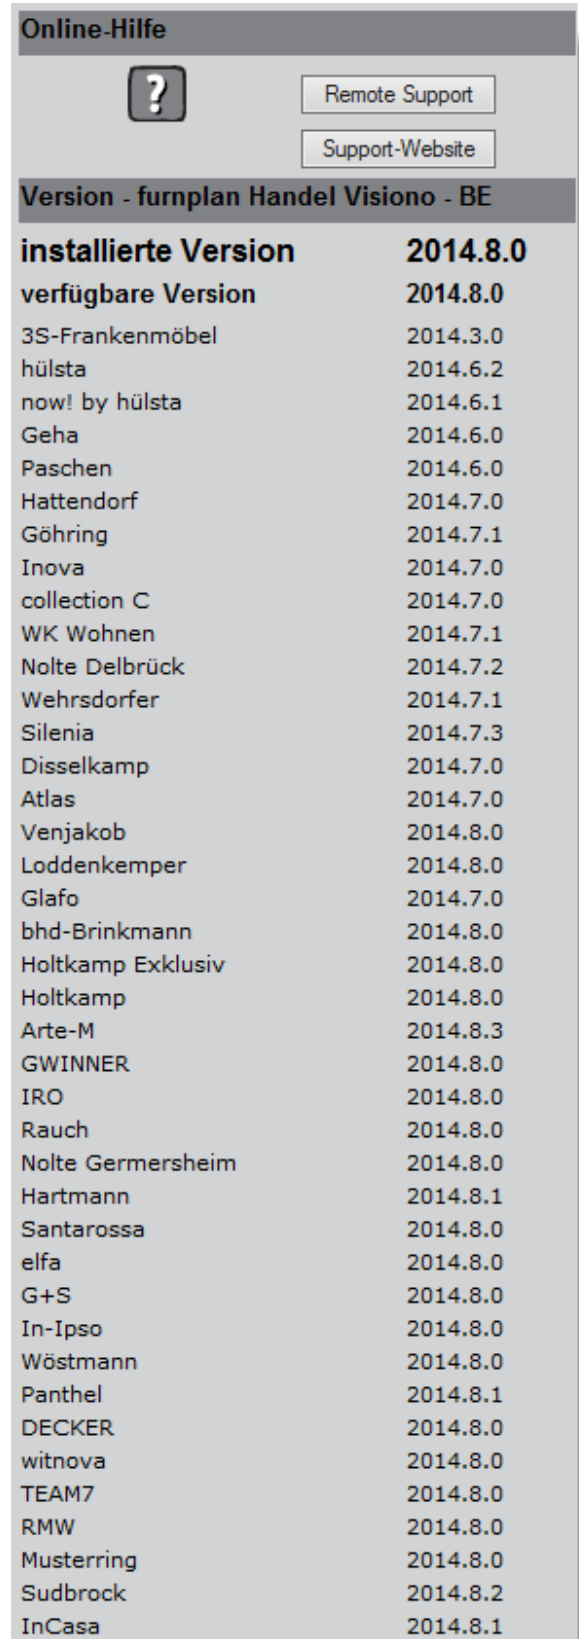 Online-Hilfe
?
Remote Support
Support-Website
Version - furnplan Handel Visiono - BE
installierte Version 2014.8.0
verfügbare Version 2014.8.0
3S-Frankenmöbel 2014.3.0
hülsta 2014.6.2
now! by hülsta 2014.6.1
Geha 2014.6.0
Paschen 2014.6.0
Hattendorf 2014.7.0
Göhring 2014.7.1
Inova 2014.7.0
collection C 2014.7.0
WK Wohnen 2014.7.1
Nolte Delbrück 2014.7.2
Wehrsdorfer 2014.7.1
Silenia 2014.7.3
Disselkamp 2014.7.0
Atlas 2014.7.0
Venjakob 2014.8.0
Loddenkemper 2014.8.0
Glafo 2014.7.0
bhd-Brinkmann 2014.8.0
Holtkamp Exklusiv 2014.8.0
Holtkamp 2014.8.0
Arte-M 2014.8.3
GWINNER 2014.8.0
IRO 2014.8.0
Rauch 2014.8.0
Nolte Germersheim 2014.8.0
Hartmann 2014.8.1
Santarossa 2014.8.0
elfa 2014.8.0
G+S 2014.8.0
In-Ipso 2014.8.0
Wöstmann 2014.8.0
Panthel 2014.8.1
DECKER 2014.8.0
witnova 2014.8.0
TEAM7 2014.8.0
RMW 2014.8.0
Musterring 2014.8.0
Sudbrock 2014.8.2
InCasa 2014.8.1